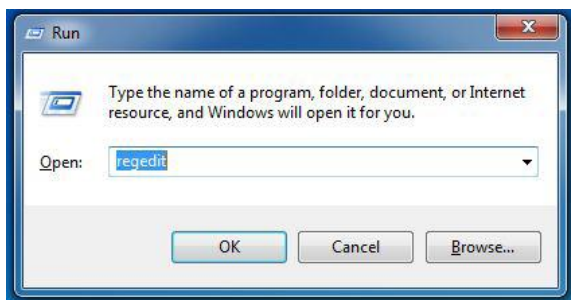 Run
Type the name of a program, folder, document, or Internet
resource, and Windows will open it for you.
Open: regedit
OK Cancel Browse...